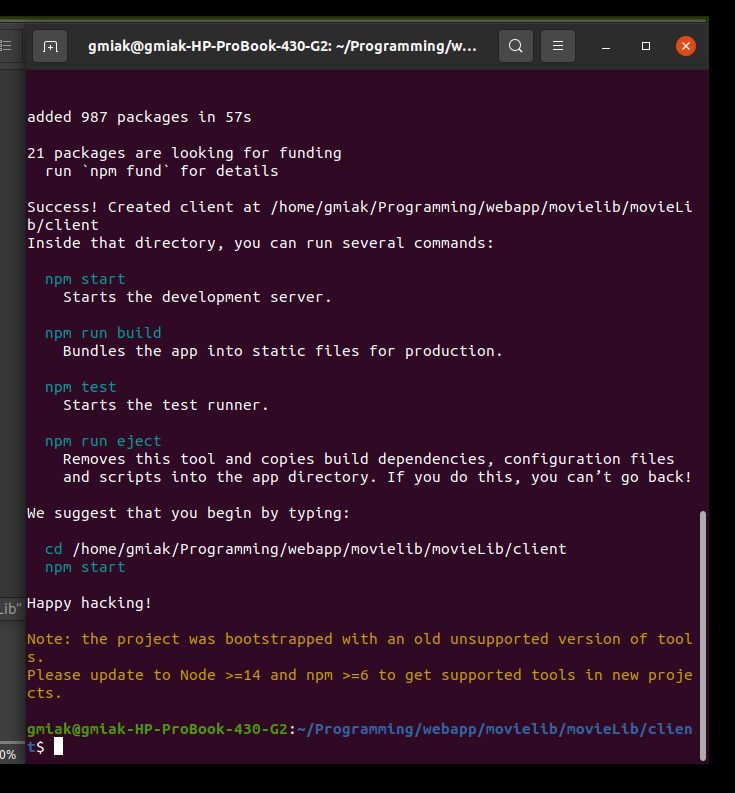 gmiak@gmiak-HP-ProBook-430-G2: ~/Programming/w...
added 987 packages in 57s
21 packages are looking for funding
run `npm fund` for details
Success! Created client at /home/gmiak/Programming/webapp/movielib/movieLi
b/client
Inside that directory, you can run several commands:
npm start
Starts the development server.
npm run build
Bundles the app into static files for production.
npm test
Starts the test runner.
npm run eject
Removes this tool and copies build dependencies, configuration files
and scripts into the app directory. If you do this, you can’t go back!
We suggest that you begin by typing:
cd /home/gmiak/Programming/webapp/movielib/movieLib/client
npm start
Lib”
Happy hacking!
Note: the project was bootstrapped with an old unsupported version of tool
s.
Please update to Node >=14 and npm >=6 to get supported tools in new proje
cts.
gmiak@gmiak-HP-ProBook-430-G2:~/Programming/webapp/movielib/movieLib/clien
t$
0%